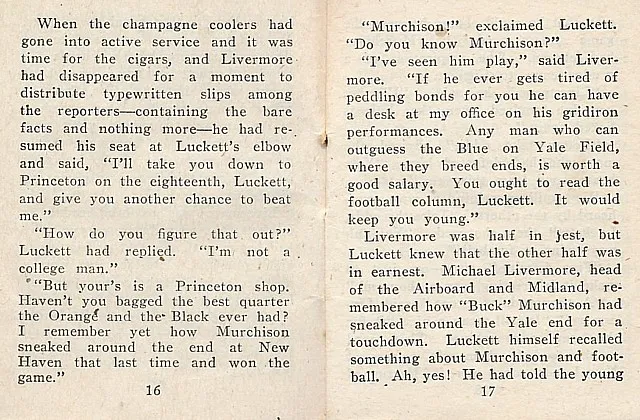 When the champagne coolers had
gone into active service and it was
time for the cigars, and Livermore
had disappeared for a moment to
distribute typewritten slips among
the reporters—containing the bare
facts and nothing more—he had re-
sumed his seat at Luckett's elbow
and said, "I'll take you down to
Princeton on the eighteenth, Luckett,
and give you another chance to beat
me."
"How do you figure that out?"
Luckett had replied. "I'm not a
college man."
"But your's is a Princeton shop.
Haven't you bagged the best quarter
the Orange and the Black ever had?
I remember yet how Murchison
sneaked around the end at New
Haven that last time and won the
game."
16
"Murchison!" exclaimed Luckett.
"Do you know Murchison?"
"I've seen him play," said Liver-
more. "If he ever gets tired of
peddling bonds for you he can have
a desk at my office on his gridiron
performances. Any man who can
outguess the Blue on Yale Field,
where they breed ends, is worth a
good salary. You ought to read the
football column, Luckett. It would
keep you young."
Livermore was half in jest, but
Luckett knew that the other half was
in earnest. Michael Livermore, head
of the Airboard and Midland, re-
membered how "Buck" Murchison had
sneaked around the Yale end for a
touchdown. Luckett himself recalled
something about Murchison and foot-
ball. Ah, yes! He had told the young
17